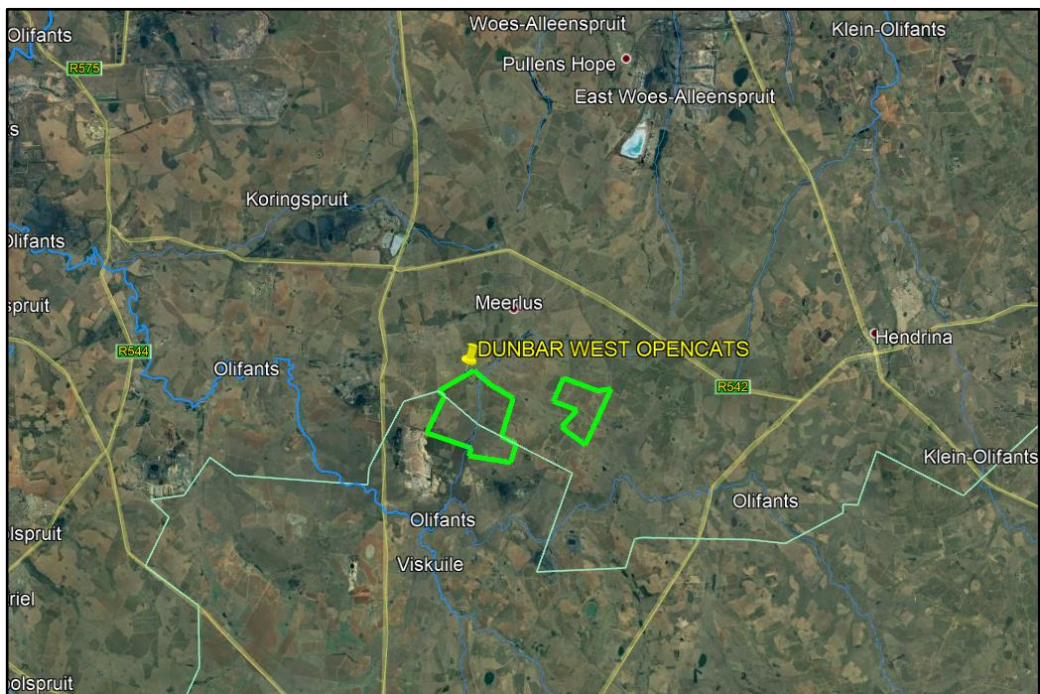 Woes-Alleenspruit
Olifants
Klein-Olifants
R575
Pullens Hope
East Woes-Alleenspruit
s
Koringspruit
Olifants
spruit
Meerlus
Hendrina
R544
DUNBAR WEST OPENCATS
Olifants
R542
Klein-Olifants
Olifants
Olifants
olspruit
Viskuile
riel
olspruit